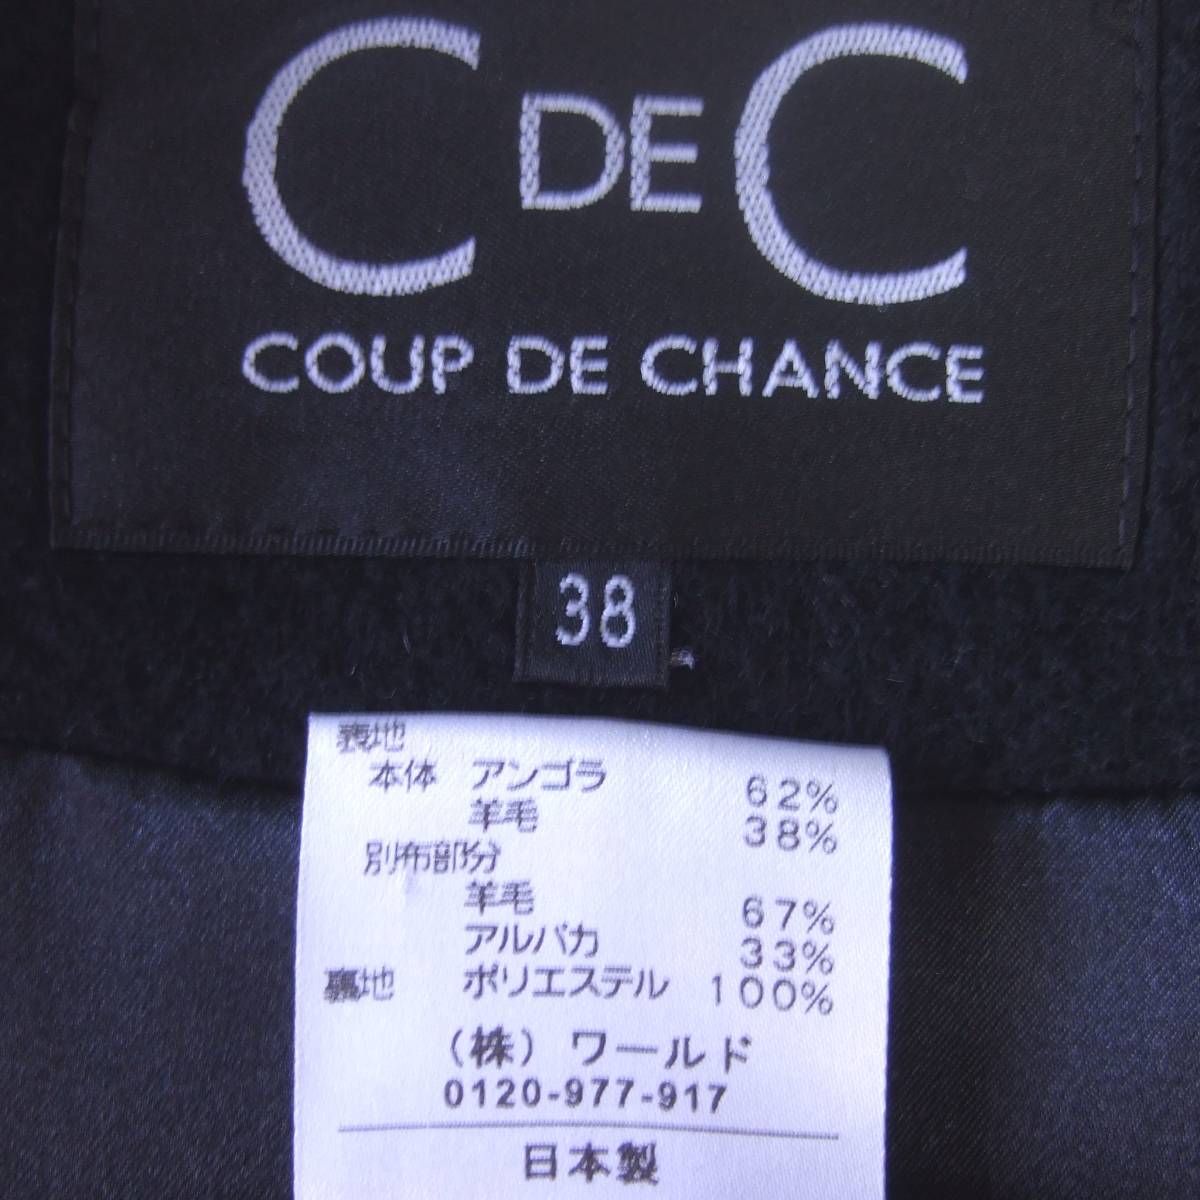 C DE C
COUP DE CHANCE
38
表地
本体 アンゴラ 62%
羊毛 38%
別布部分
羊毛 67%
アルパカ 33%
裏地 ポリエステル 100%
(株) ワールド
0120-977-917
日本製